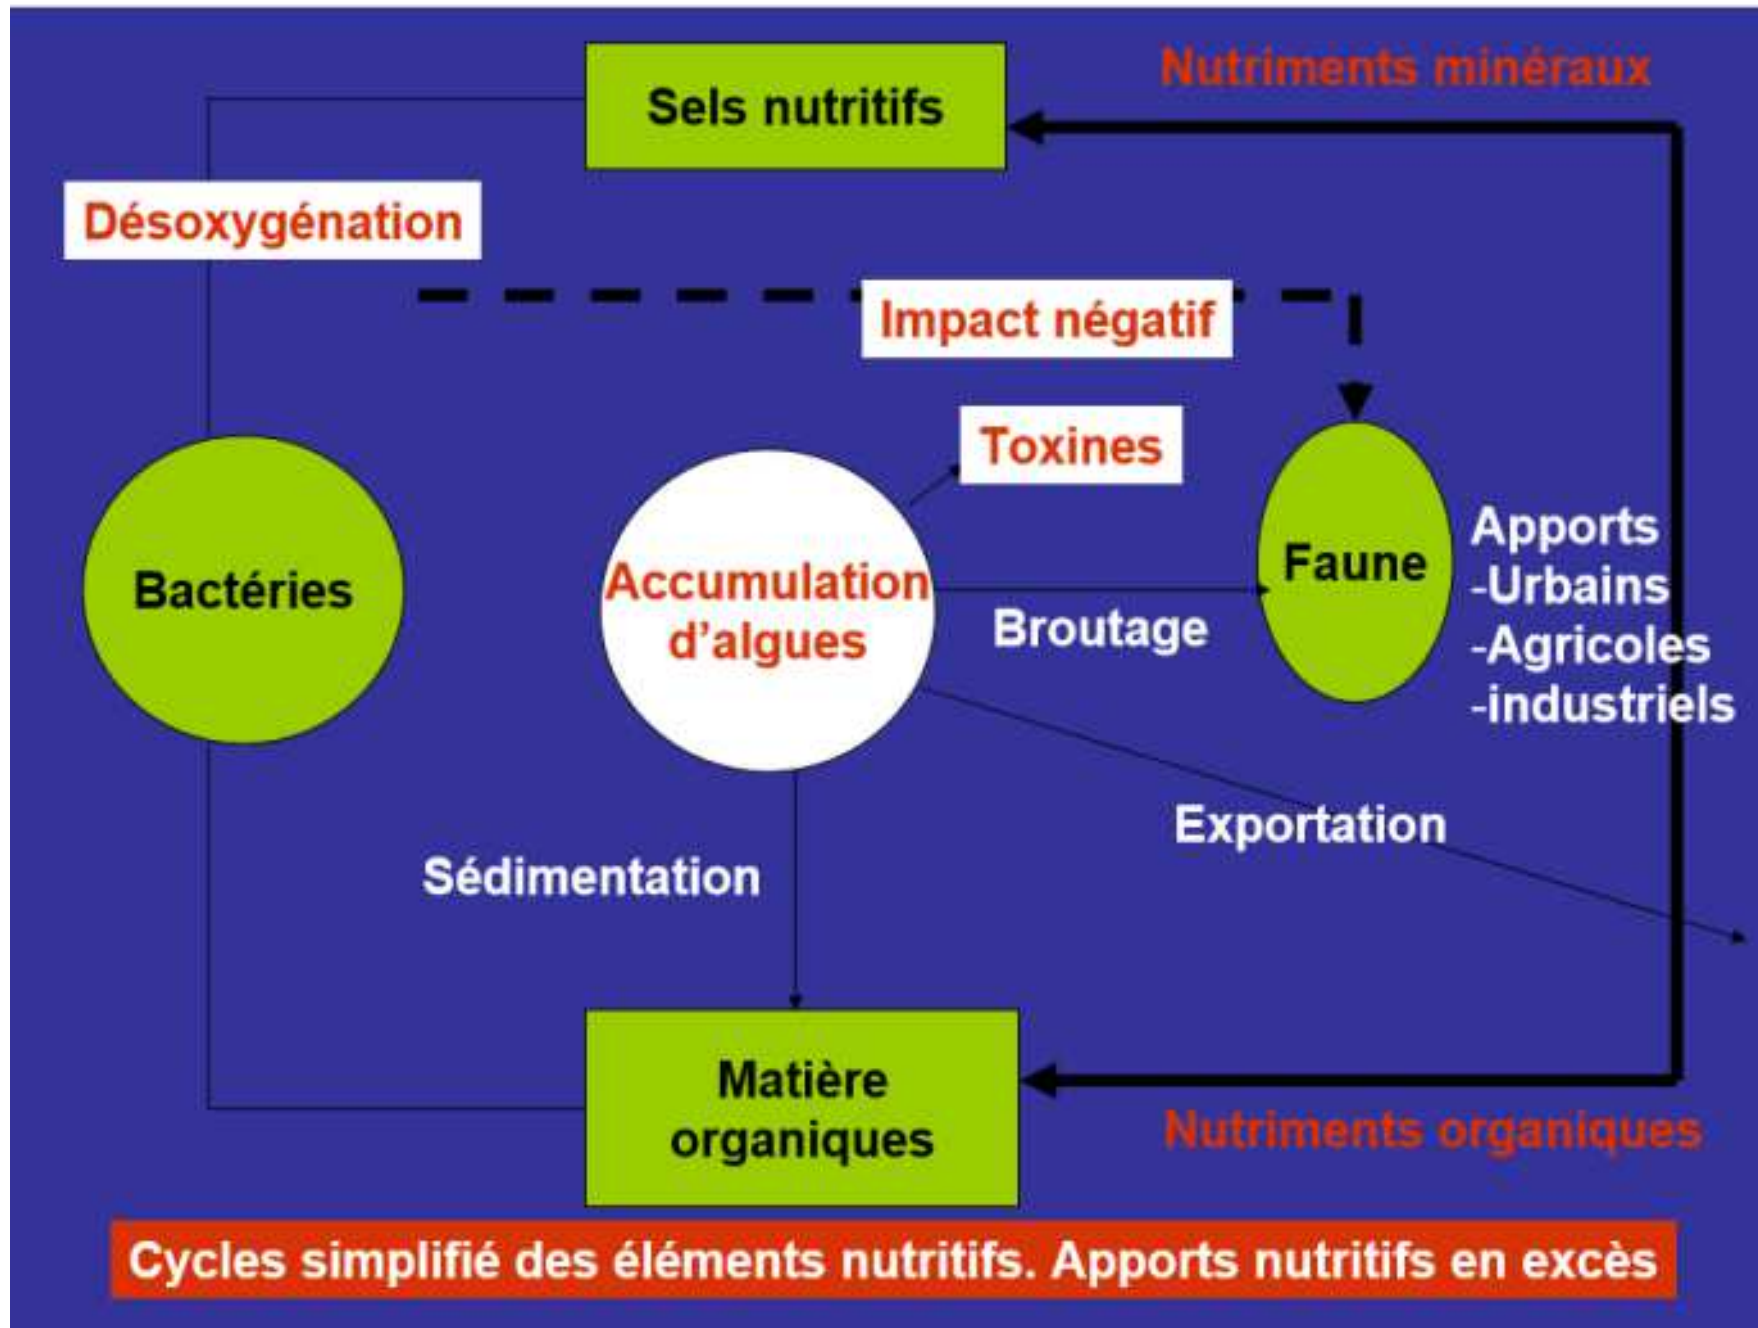 Nutriments minéraux
Sels nutritifs
Désoxygénation
Impact négatif
Toxines
Apports
-Urbains
-Agricoles
-industriels
Faune
Bactéries
Accumulation
d'algues
Broutage
Exportation
Sédimentation
Matière
organiques
Nutriments organiques
Cycles simplifié des éléments nutritifs. Apports nutritifs en excès